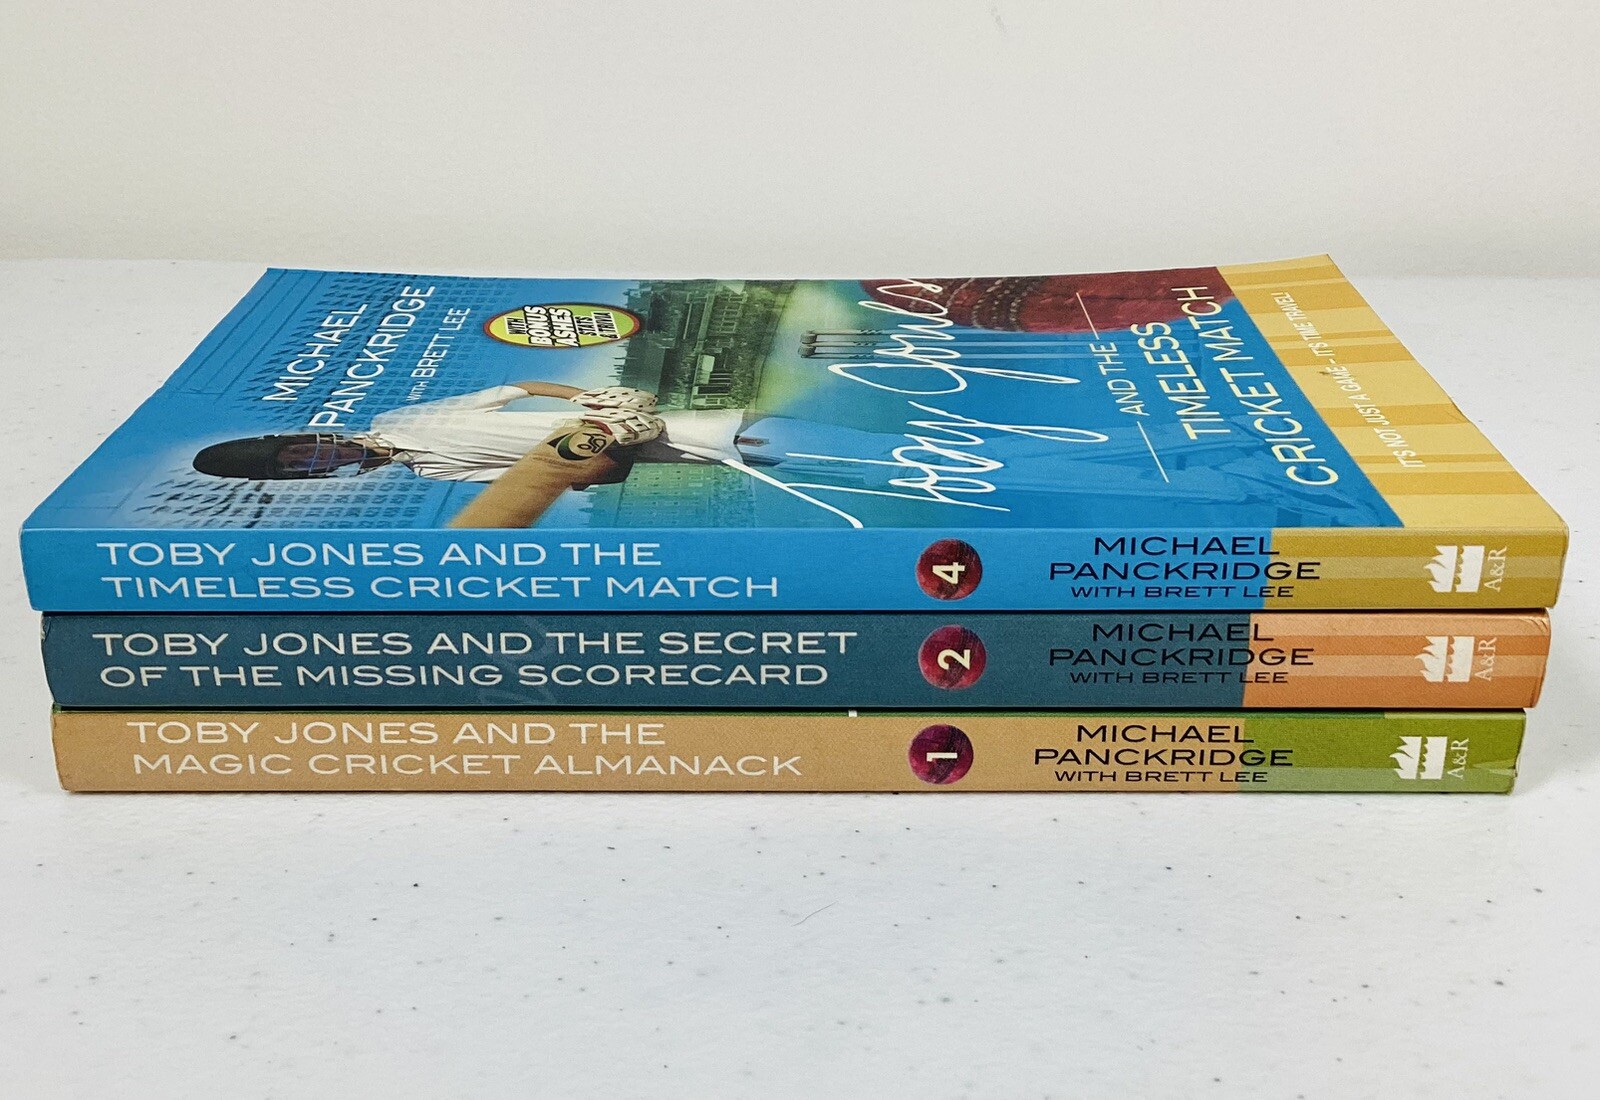 MICHAEL
PANCKRIDGE
WITH BRETT LEE
WITH
BONUS
ASHES
STATS
& TRIVIA
Toby Jones
AND THE
TIMELESS
CRICKET MATCH
IT'S NOT JUST A GAME - IT'S TIME TRAVEL!
TOBY JONES AND THE
TIMELESS CRICKET MATCH
4
MICHAEL
PANCKRIDGE
WITH BRETT LEE
A&R
TOBY JONES AND THE SECRET
OF THE MISSING SCORECARD
2
MICHAEL
PANCKRIDGE
WITH BRETT LEE
A&R
TOBY JONES AND THE
MAGIC CRICKET ALMANACK
1
MICHAEL
PANCKRIDGE
WITH BRETT LEE
A&R